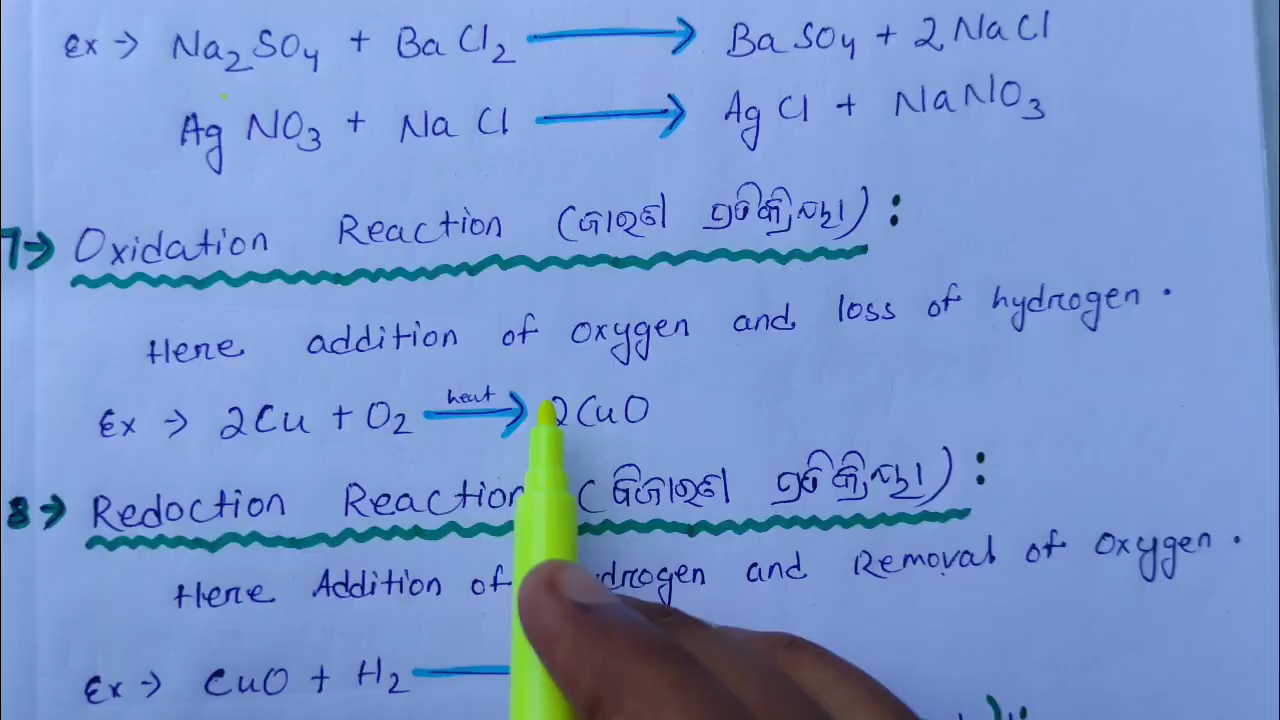 Ex → Na₂SO₄ + BaCl₂ ⟶ BaSO₄ + 2NaCl
AgNO₃ + NaCl ⟶ AgCl + NaNO₃
7→ Oxidation Reaction (ଜାରଣ ପ୍ରତିକ୍ରିୟା) :
Here addition of oxygen and loss of hydrogen .
Ex → 2Cu + O₂ heat ⟶ 2CuO
8→ Redoction Reaction (ବିଜାରଣ ପ୍ରତିକ୍ରିୟା) :
Here Addition of and Removal of oxygen .
Ex → CuO + H₂ ⟶